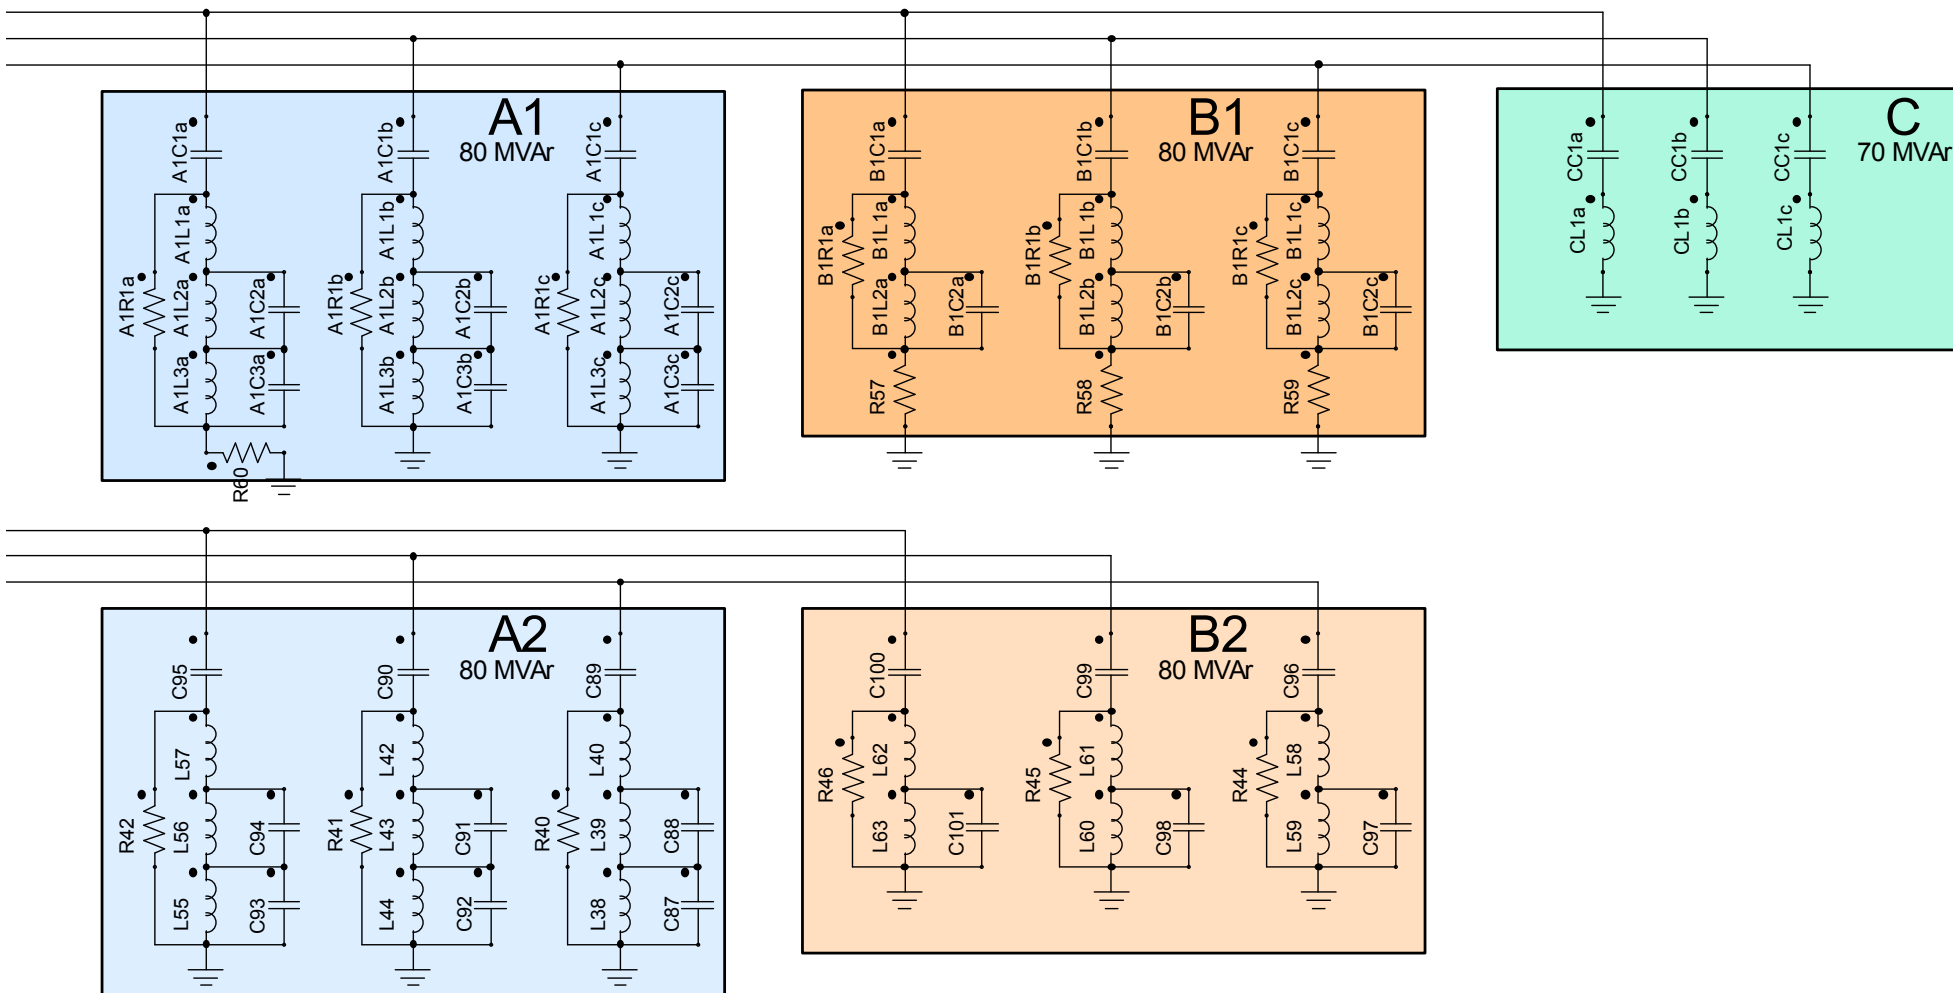 A1
80 MVAr
A1C1a
A1C1b
A1C1c
A1L1a
A1L1b
A1L1c
A1R1a
A1L2a
A1C2a
A1R1b
A1L2b
A1C2b
A1R1c
A1L2c
A1C2c
A1L3a
A1C3a
A1L3b
A1C3b
A1L3c
A1C3c
R60
B1
80 MVAr
B1C1a
B1C1b
B1C1c
B1R1a
B1L1a
B1R1b
B1L1b
B1R1c
B1L1c
B1L2a
B1C2a
B1L2b
B1C2b
B1L2c
B1C2c
R57
R58
R59
C
70 MVAr
CC1a
CC1b
CC1c
CL1a
CL1b
CL1c
A2
80 MVAr
C95
C90
C89
L57
L42
L40
R42
L56
C94
R41
L43
C91
R40
L39
C88
L55
C93
L44
C92
L38
C87
B2
80 MVAr
C100
C99
C96
R46
L62
R45
L61
R44
L58
L63
C101
L60
C98
L59
C97